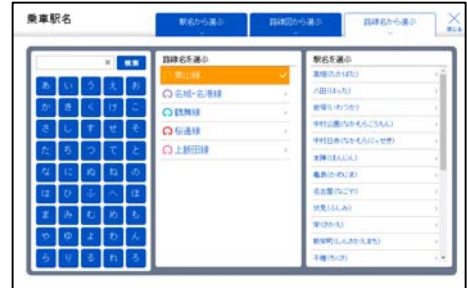 乗車駅名
駅名から選ぶ
路線図から選ぶ
路線名から選ぶ
閉じる
× 検索
あ い う え お
か き く け こ
さ し す せ そ
た ち つ て と
な に ぬ ね の
は ひ ふ へ ほ
ま み む め も
や ゆ よ わ ん
ら り る れ ろ
路線名を選ぶ
東山線
名城・名港線
鶴舞線
桜通線
上飯田線
駅名を選ぶ
高畑(たかばた)
八田(はった)
岩塚(いわつか)
中村公園(なかむらこうえん)
中村日赤(なかむらにっせき)
本陣(ほんじん)
亀島(かめじま)
名古屋(なごや)
伏見(ふしみ)
栄(さかえ)
新栄町(しんさかえまち)
千種(ちくさ)